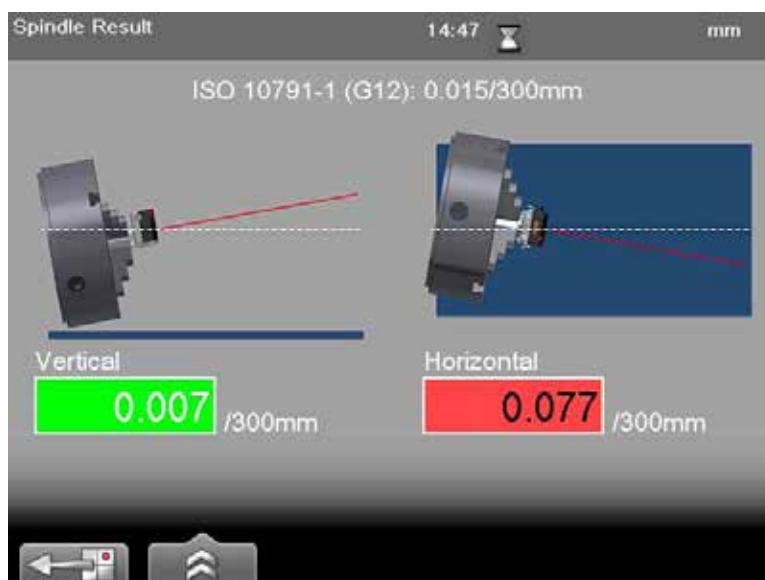 Spindle Result 14:47 mm
ISO 10791-1 (G12): 0.015/300mm
Vertical Horizontal
0.007 /300mm 0.077 /300mm